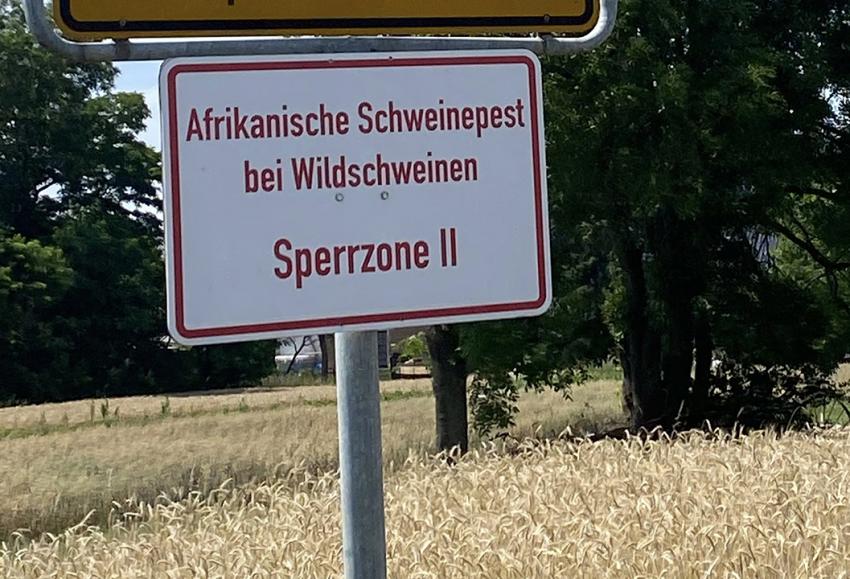 Afrikanische Schweinepest
bei Wildschweinen
Sperrzone II